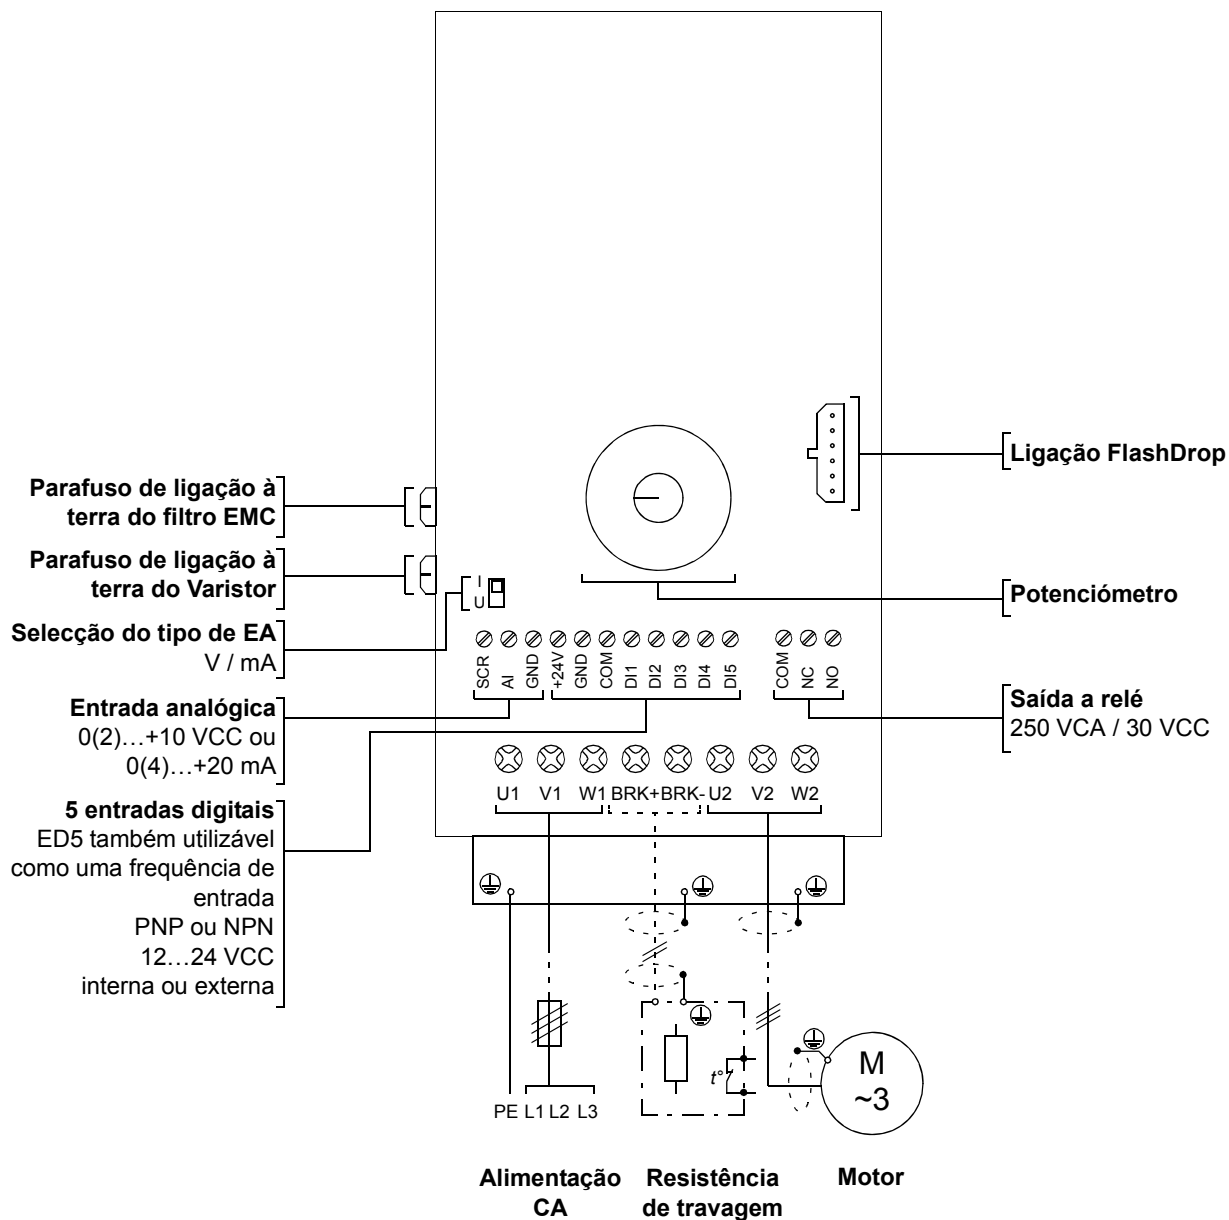 Ligação FlashDrop
Parafuso de ligação à
terra do filtro EMC
Parafuso de ligação à
terra do Varistor
I
U
Potenciómetro
Selecção do tipo de EA
V / mA
SCR AI GND +24V GND COM DI1 DI2 DI3 DI4 DI5 COM NC NO
Entrada analógica
0(2)…+10 VCC ou
0(4)…+20 mA
Saída a relé
250 VCA / 30 VCC
U1 V1 W1 BRK+ BRK- U2 V2 W2
5 entradas digitais
ED5 também utilizável
como uma frequência de
entrada
PNP ou NPN
12…24 VCC
interna ou externa
t°
M
~3
PE L1 L2 L3
Alimentação
CA
Resistência
de travagem
Motor